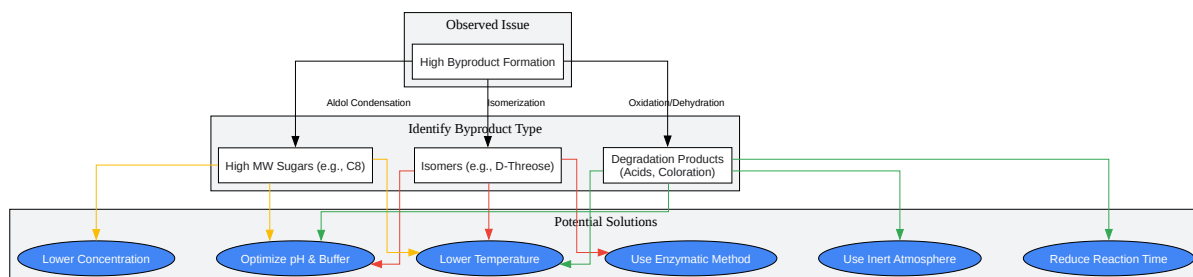 Observed Issue
High Byproduct Formation
Aldol Condensation
Isomerization
Oxidation/Dehydration
Identify Byproduct Type
High MW Sugars (e.g., C8)
Isomers (e.g., D-Threose)
Degradation Products
(Acids, Coloration)
Potential Solutions
Lower Concentration
Optimize pH & Buffer
Lower Temperature
Use Enzymatic Method
Use Inert Atmosphere
Reduce Reaction Time